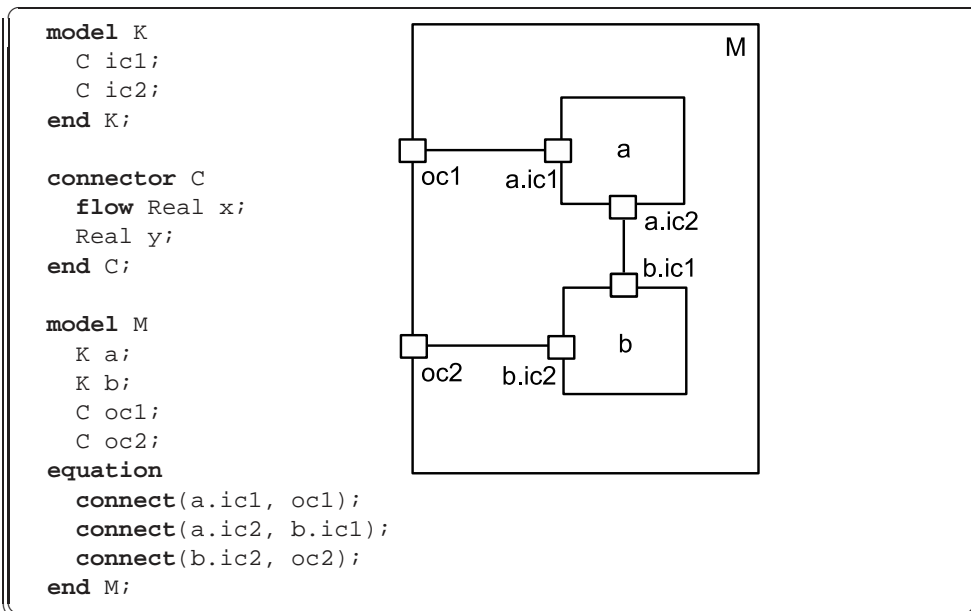 model K
C ic1;
C ic2;
end K;
connector C
flow Real x;
Real y;
end C;
model M
K a;
K b;
C oc1;
C oc2;
equation
connect(a.ic1, oc1);
connect(a.ic2, b.ic1);
connect(b.ic2, oc2);
end M;
M
a
oc1
a.ic1
a.ic2
b.ic1
b
oc2
b.ic2